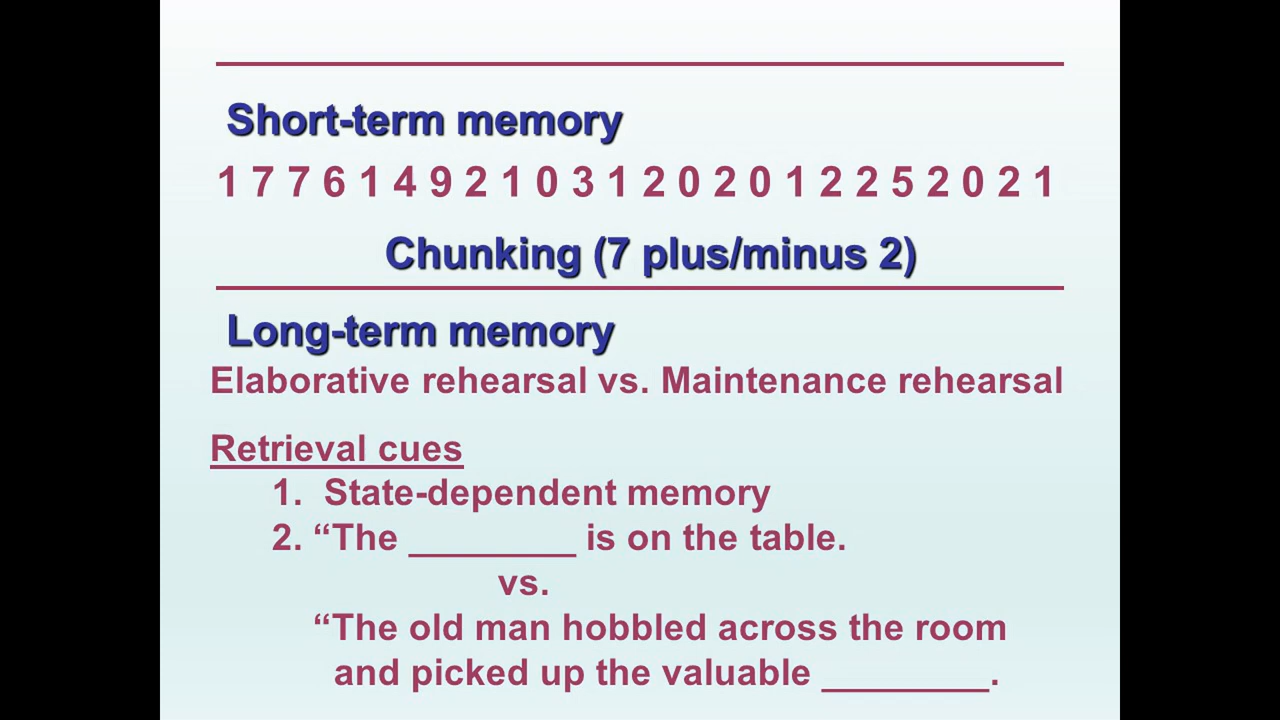 Short-term memory
1 7 7 6 1 4 9 2 1 0 3 1 2 0 2 0 1 2 2 5 2 0 2 1
Chunking (7 plus/minus 2)
Long-term memory
Elaborative rehearsal vs. Maintenance rehearsal
Retrieval cues
1. State-dependent memory
2. “The ________ is on the table.
vs.
“The old man hobbled across the room
and picked up the valuable ________.